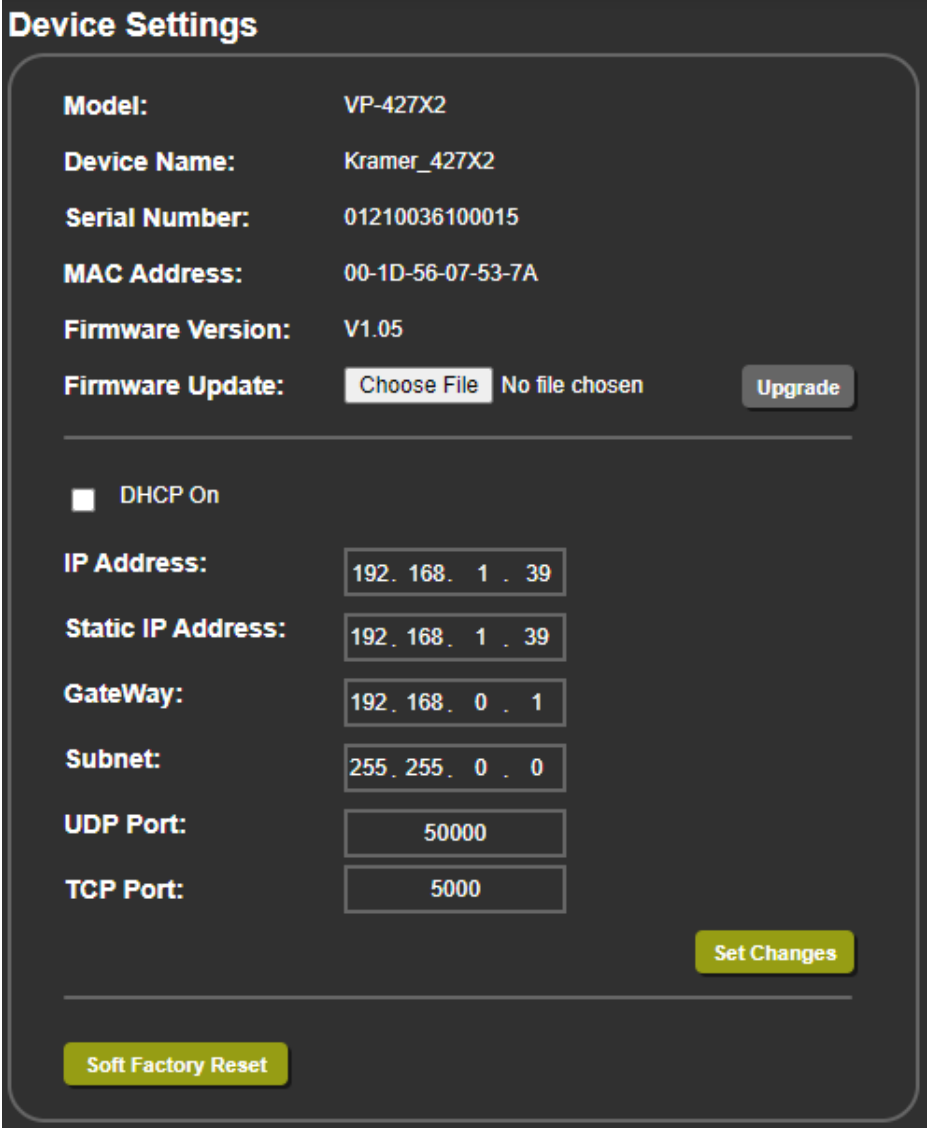 Device Settings
Model: VP-427X2
Device Name: Kramer_427X2
Serial Number: 01210036100015
MAC Address: 00-1D-56-07-53-7A
Firmware Version: V1.05
Firmware Update: Choose File No file chosen Upgrade
DHCP On
IP Address: 192. 168. 1 . 39
Static IP Address: 192. 168. 1 . 39
GateWay: 192. 168. 0 . 1
Subnet: 255. 255. 0 . 0
UDP Port: 50000
TCP Port: 5000
Set Changes
Soft Factory Reset